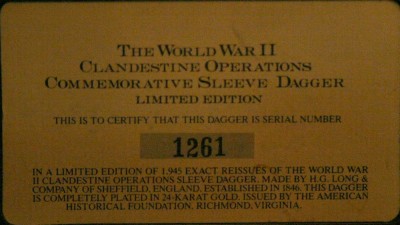 THE WORLD WAR II
CLANDESTINE OPERATIONS
COMMEMORATIVE SLEEVE DAGGER
LIMITED EDITION
THIS IS TO CERTIFY THAT THIS DAGGER IS SERIAL NUMBER
1261
IN A LIMITED EDITION OF 1,945 EXACT REISSUES OF THE WORLD WAR
II CLANDESTINE OPERATIONS SLEEVE DAGGER. MADE BY H.G. LONG &
COMPANY OF SHEFFIELD, ENGLAND, ESTABLISHED IN 1846. THIS DAGGER
IS COMPLETELY PLATED IN 24-KARAT GOLD. ISSUED BY THE AMERICAN
HISTORICAL FOUNDATION, RICHMOND, VIRGINIA.